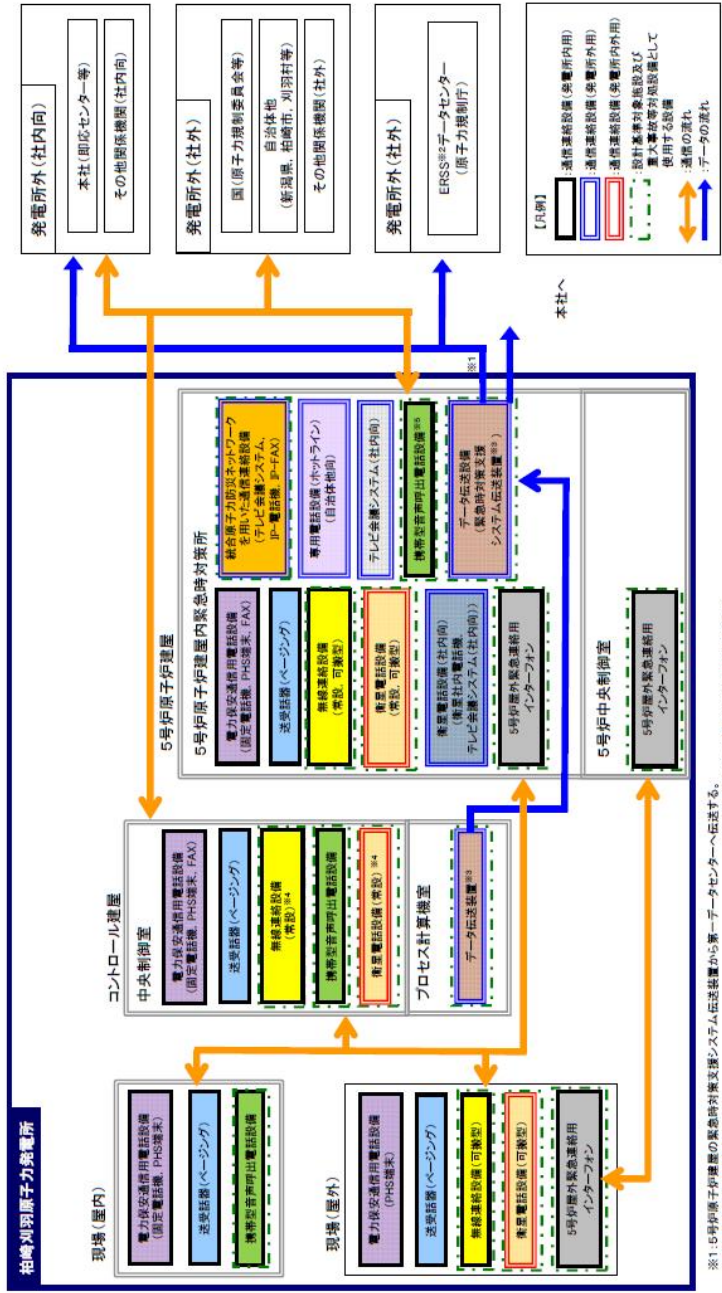 柏崎刈羽原子力発電所
現場(屋内)
電力保安通信用電話設備
(固定電話機、PHS端末)
送受話器(ページング)
携帯型音声呼出電話設備
現場(屋外)
電力保安通信用電話設備
(PHS端末)
送受話器(ページング)
無線連絡設備(可搬型)
衛星電話設備(可搬型)
5号炉屋外緊急連絡用
インターフォン
コントロール建屋
中央制御室
電力保安通信用電話設備
(固定電話機、PHS端末、FAX)
送受話器(ページング)
無線連絡設備
(常設)※4
携帯型音声呼出電話設備
衛星電話設備(常設)※4
プロセス計算機室
データ伝送装置※3
5号炉原子炉建屋
5号炉原子炉建屋内緊急時対策所
電力保安通信用電話設備
(固定電話機、PHS端末、FAX)
送受話器(ページング)
無線連絡設備
(常設、可搬型)
衛星電話設備
(常設、可搬型)
衛星電話設備(社内向)
(衛星社内電話機、
テレビ会議システム(社内向))
5号炉屋外緊急連絡用
インターフォン
統合原子力防災ネットワーク
を用いた通信連絡設備
(テレビ会議システム、
IP-電話機、IP-FAX)
専用電話設備(ホットライン)
(自治体他向)
テレビ会議システム(社内向)
携帯型音声呼出電話設備※5
データ伝送設備
(緊急時対策支援
システム伝送装置※3)
5号炉中央制御室
5号炉屋外緊急連絡用
インターフォン
※1
本社へ
発電所外(社内向)
本社(即応センター等)
その他関係機関(社内向)
発電所外(社外)
国(原子力規制委員会等)
自治体他
(新潟県、柏崎市、刈羽村等)
その他関係機関(社外)
発電所外(社外)
ERSS※2データセンター
(原子力規制庁)
【凡例】
:通信連絡設備(発電所内用)
:通信連絡設備(発電所外用)
:通信連絡設備(発電所内外用)
:設計基準対象施設及び
重大事故等対処設備として
使用する設備
:通信の流れ
:データの流れ
※1:5号炉原子炉建屋の緊急時対策支援システム伝送装置から第一データセンターへ伝送する。